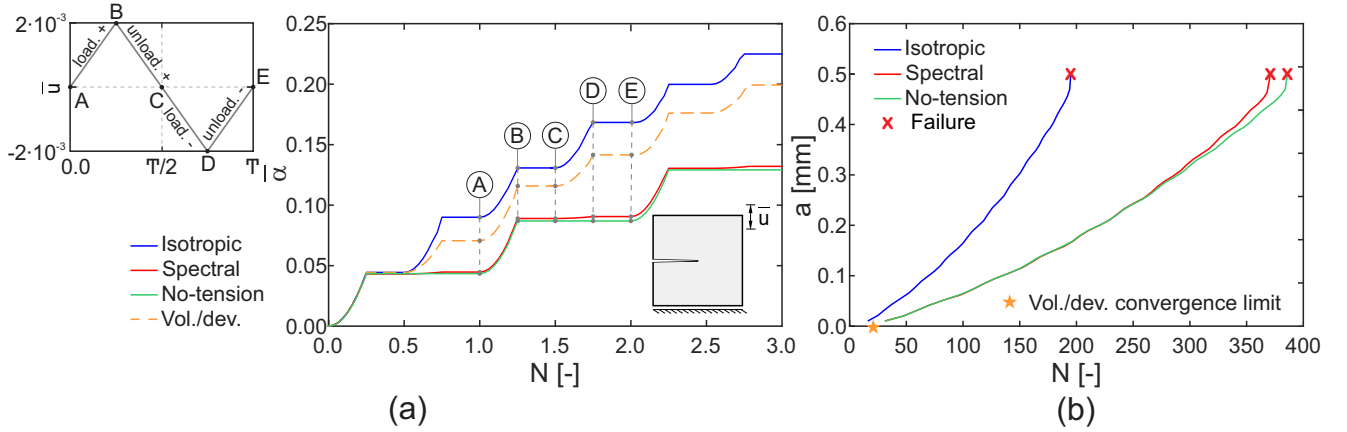 2·10⁻³
B
load. +
unload. +
u̅
A
C
E
load. -
unload. -
-2·10⁻³
D
0.0
T/2
T
α̅
Isotropic
Spectral
No-tension
Vol./dev.
0.25
0.20
0.15
0.10
0.05
0.00
A
B
C
D
E
u̅
0.0 0.5 1.0 1.5 2.0 2.5 3.0
N [-]
(a)
a [mm]
0.6
0.5
0.4
0.3
0.2
0.1
0.0
Isotropic
Spectral
No-tension
Failure
Vol./dev. convergence limit
0 50 100 150 200 250 300 350 400
N [-]
(b)